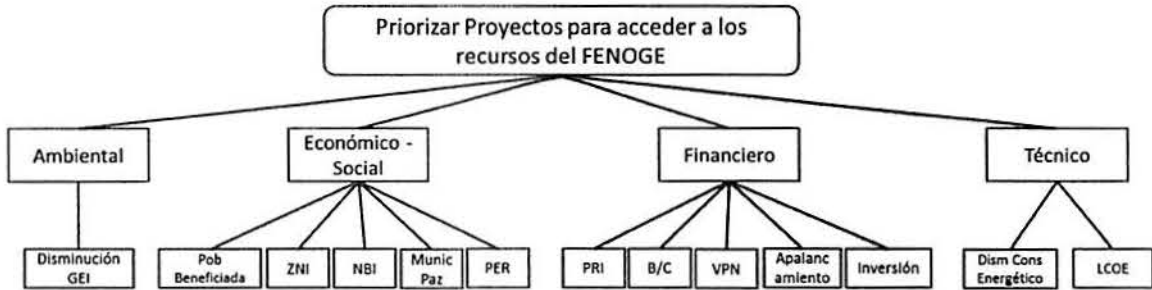 Priorizar Proyectos para acceder a los
recursos del FENOGE
Ambiental
Económico -
Social
Financiero
Técnico
Disminución
GEI
Pob
Beneficiada
ZNI
NBI
Munic
Paz
PER
PRI
B/C
VPN
Apalanc
amiento
Inversión
Dism Cons
Energético
LCOE